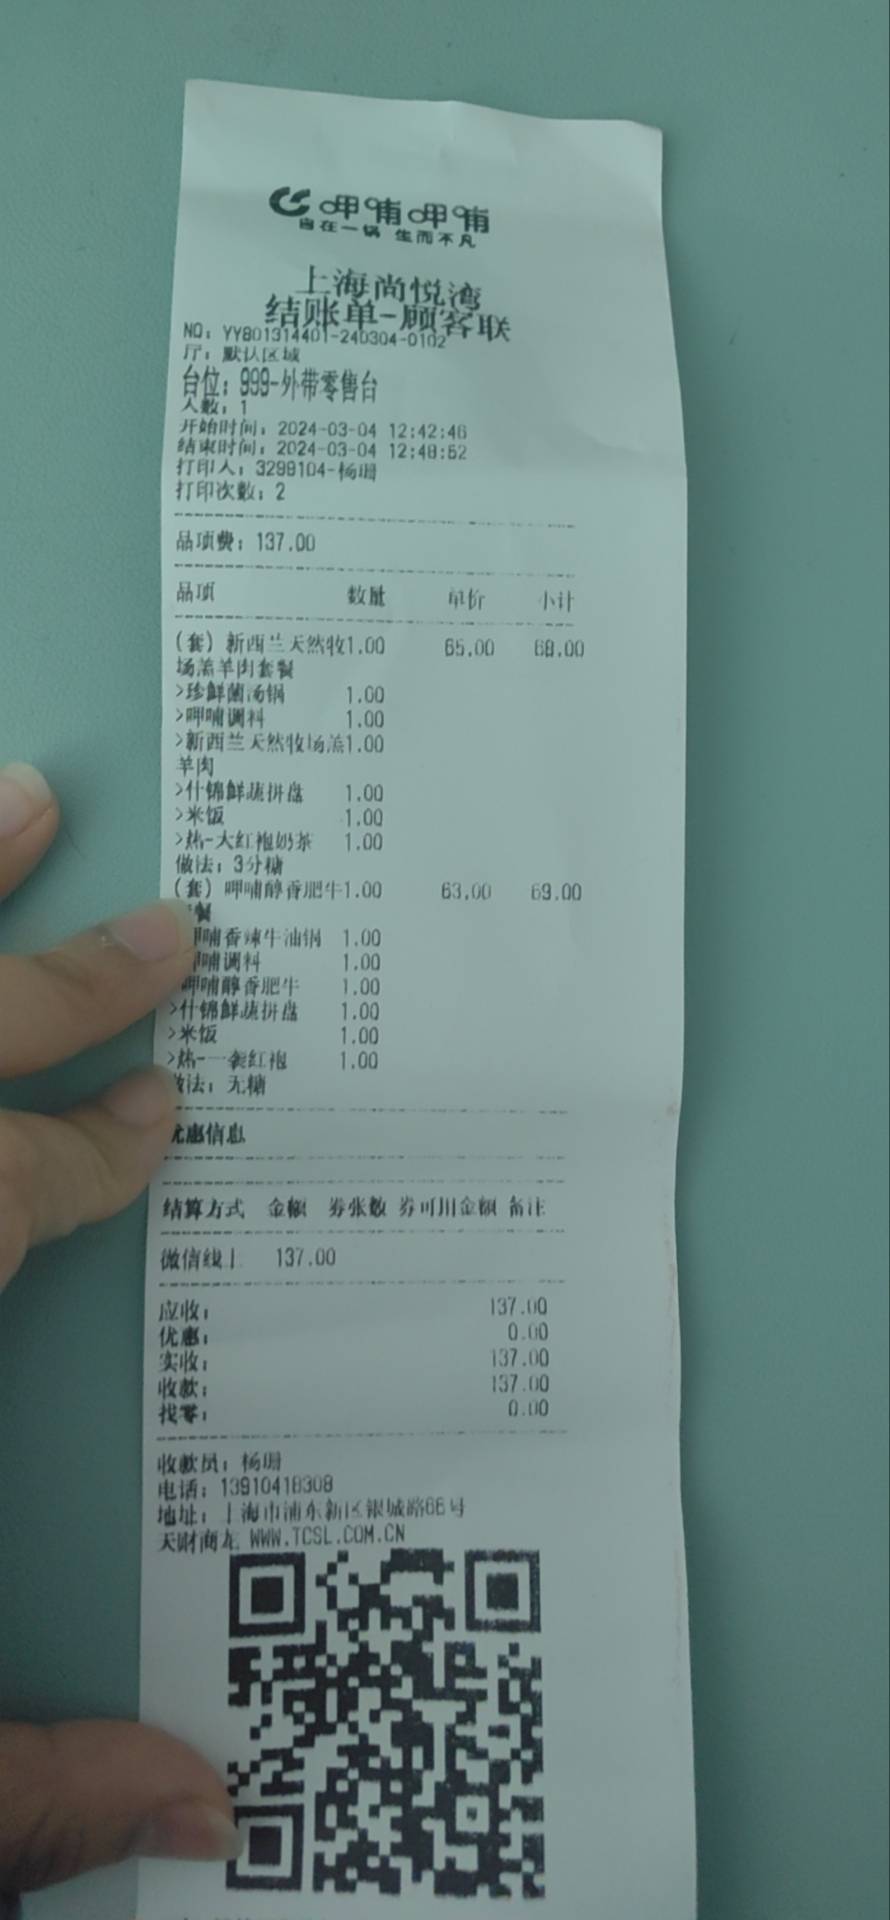 呷哺呷哺
自在一锅 生而不凡
上海尚悦湾
结账单-顾客联
NO：YYB01314401-240304-0102
厅：默认区域
台位：999-外带零售台
人数：1
开始时间：2024-03-04 12:42:46
结束时间：2024-03-04 12:48:52
打印人：3299104-杨珊
打印次数：2
品项费：137.00
品项 数量 单价 小计
（套）新西兰天然牧1.00 65.00 68.00
场羔羊肉套餐
>珍鲜菌汤锅 1.00
>呷哺调料 1.00
>新西兰天然牧场羔1.00
羊肉
>什锦鲜蔬拼盘 1.00
>米饭 1.00
>热-大红袍奶茶 1.00
做法：3分糖
（套）呷哺醇香肥牛1.00 63.00 69.00
餐
呷哺香辣牛油锅 1.00
呷哺调料 1.00
呷哺醇香肥牛 1.00
>什锦鲜蔬拼盘 1.00
>米饭 1.00
>热-一袭红袍 1.00
做法：无糖
优惠信息
结算方式 金额 券张数 券可用金额 备注
微信线上 137.00
应收： 137.00
优惠： 0.00
实收： 137.00
收款： 137.00
找零： 0.00
收款员：杨珊
电话：13910418308
地址：上海市浦东新区银城路66号
天财商龙 WWW.TCSL.COM.CN